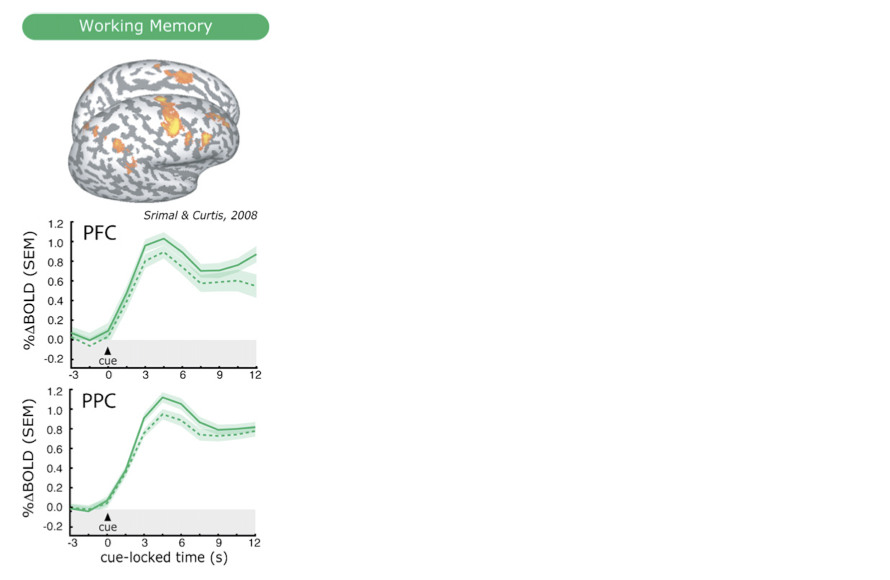 Working Memory
Srimal & Curtis, 2008
PFC
%ΔBOLD (SEM)
1.2
1.0
0.8
0.6
0.4
0.2
0.0
-0.2
cue
-3 0 3 6 9 12
PPC
%ΔBOLD (SEM)
1.2
1.0
0.8
0.6
0.4
0.2
0.0
-0.2
cue
-3 0 3 6 9 12
cue-locked time (s)